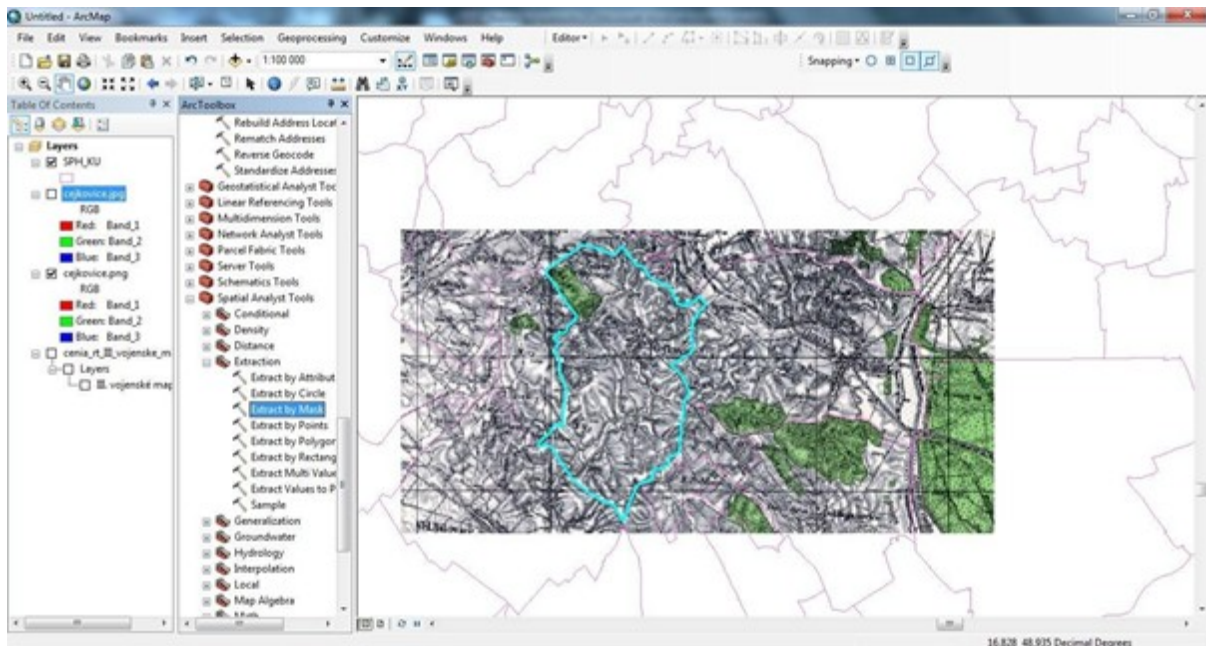 Untitled - ArcMap
File Edit View Bookmarks Insert Selection Geoprocessing Customize Windows Help
Editor
1:100 000
Snapping
Table Of Contents
Layers
SPH_KU
cejkovice.jpg
RGB
Red: Band_1
Green: Band_2
Blue: Band_3
cejkovice.png
RGB
Red: Band_1
Green: Band_2
Blue: Band_3
cenia_rt_III_vojenske_m
Layers
III. vojenské map
ArcToolbox
Rebuild Address Locat
Rematch Addresses
Reverse Geocode
Standardize Addresses
Geostatistical Analyst Toc
Linear Referencing Tools
Multidimension Tools
Network Analyst Tools
Parcel Fabric Tools
Server Tools
Schematics Tools
Spatial Analyst Tools
Conditional
Density
Distance
Extraction
Extract by Attribut
Extract by Circle
Extract by Mask
Extract by Points
Extract by Polygor
Extract by Rectang
Extract Multi Value
Extract Values to P
Sample
Generalization
Groundwater
Hydrology
Interpolation
Local
Map Algebra
Math
16,828 48,935 Decimal Degrees